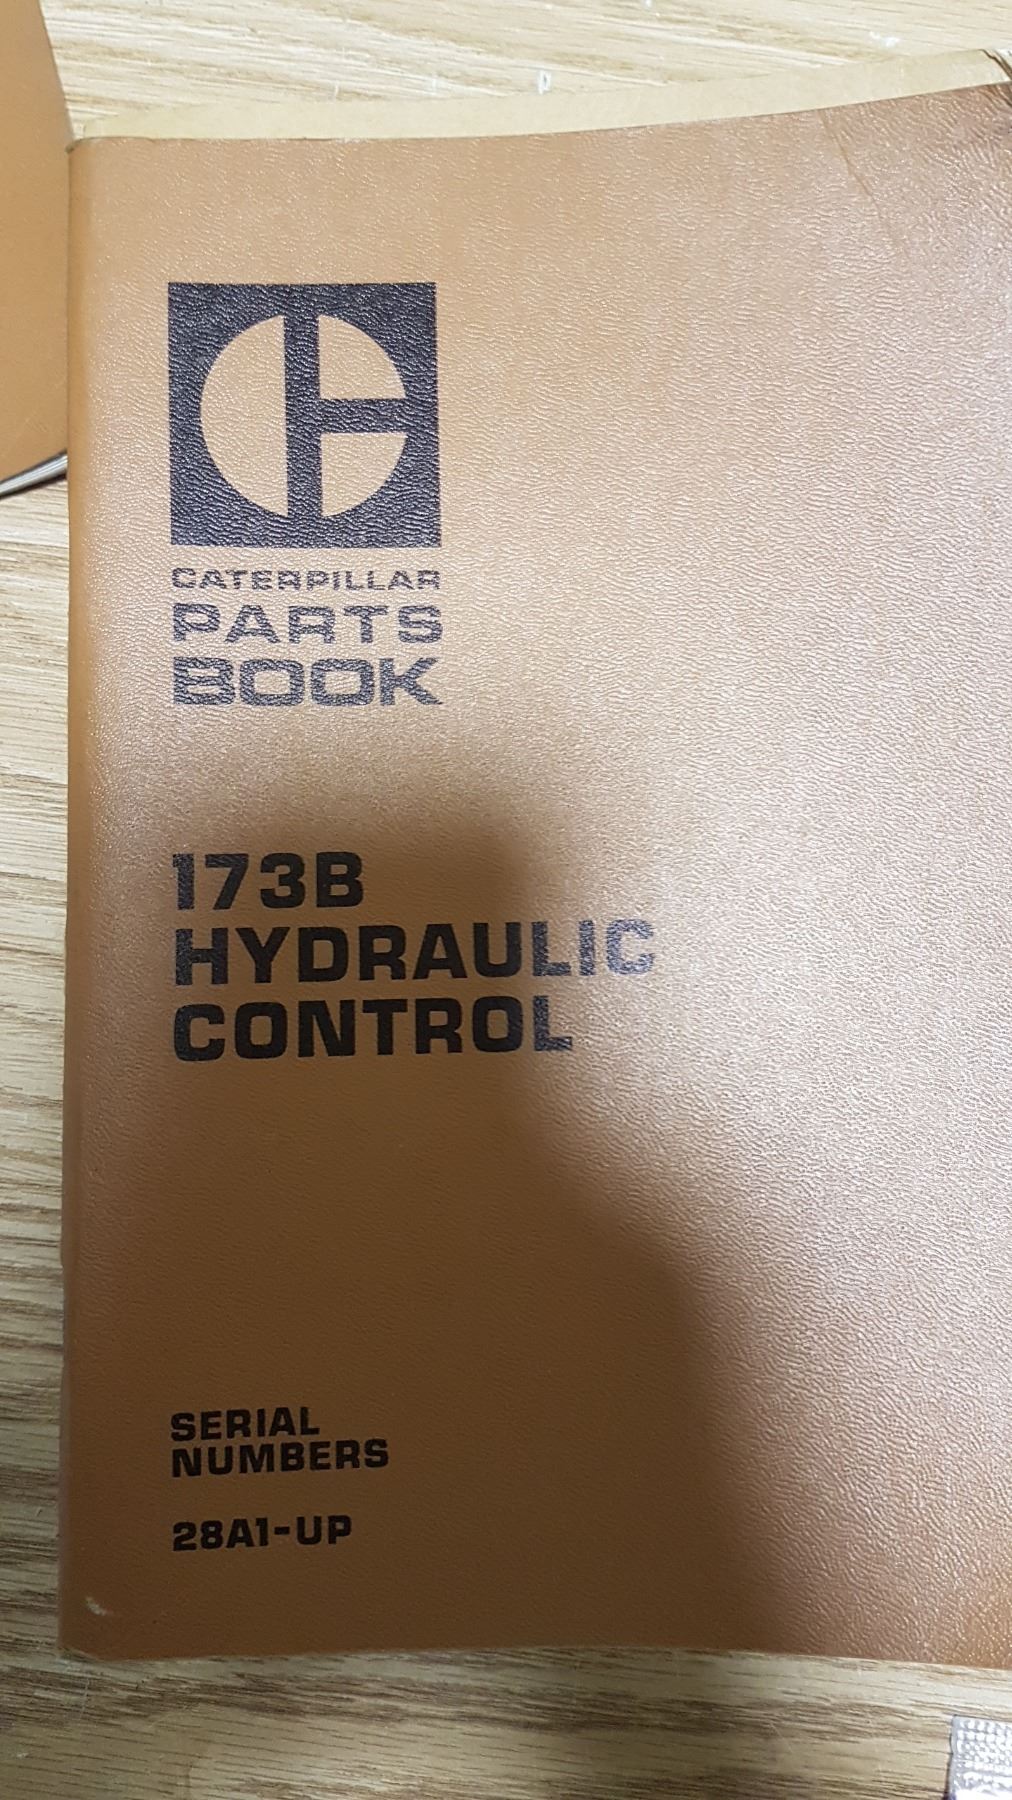 CATERPILLAR
PARTS
BOOK
173B
HYDRAULIC
CONTROL
SERIAL
NUMBERS
28A1-UP